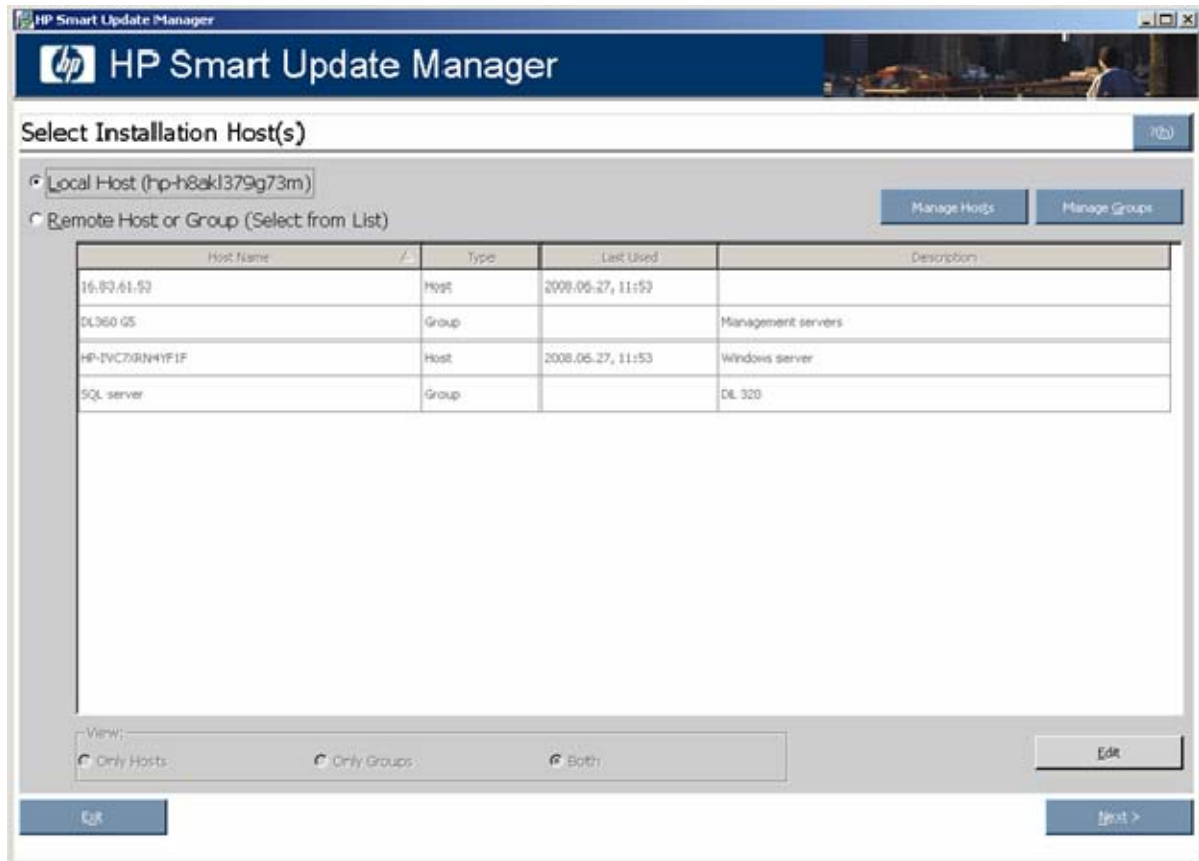 HP Smart Update Manager
hp HP Smart Update Manager
Select Installation Host(s)
?(h)
Local Host (hp-h8akl379g73m)
Remote Host or Group (Select from List)
Manage Hosts
Manage Groups
Host Name Type Last Used Description
16.83.61.53 Host 2008.06.27, 11:53
DL360 G5 Group Management servers
Host 2008.06.27, 11:53 Windows server
SQL server Group DL 320
View:
Only Hosts Only Groups Both
Edit
Exit
Next >